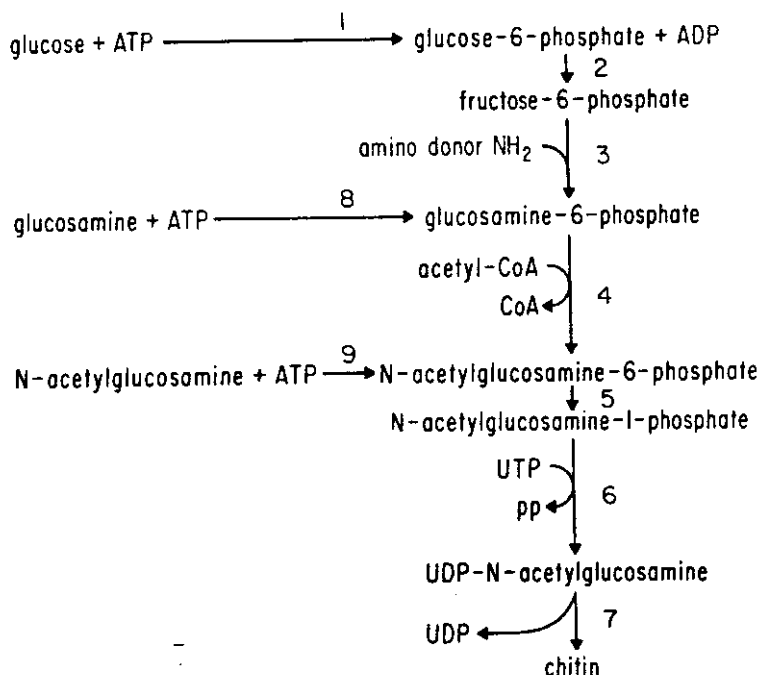 1
glucose + ATP glucose-6-phosphate + ADP
2
fructose-6-phosphate
amino donor NH2
3
8
glucosamine + ATP glucosamine-6-phosphate
acetyl-CoA
4
CoA
9
N-acetylglucosamine + ATP N-acetylglucosamine-6-phosphate
5
N-acetylglucosamine-1-phosphate
UTP
6
pp
UDP-N-acetylglucosamine
7
UDP
chitin